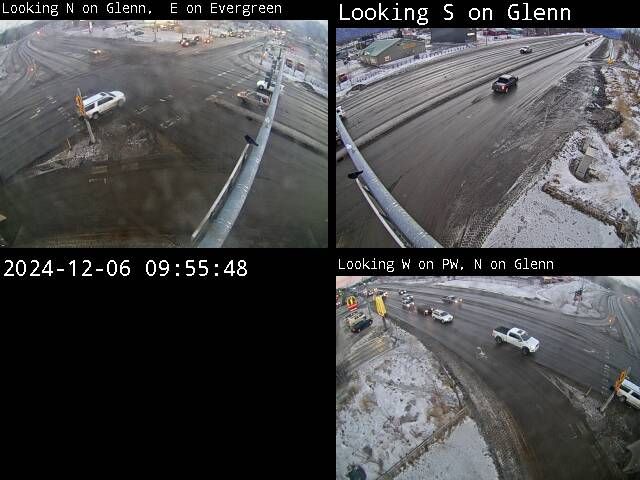 Looking N on Glenn,  E on Evergreen
Looking S on Glenn
2024-12-06 09:55:48
Looking W on PW, N on Glenn